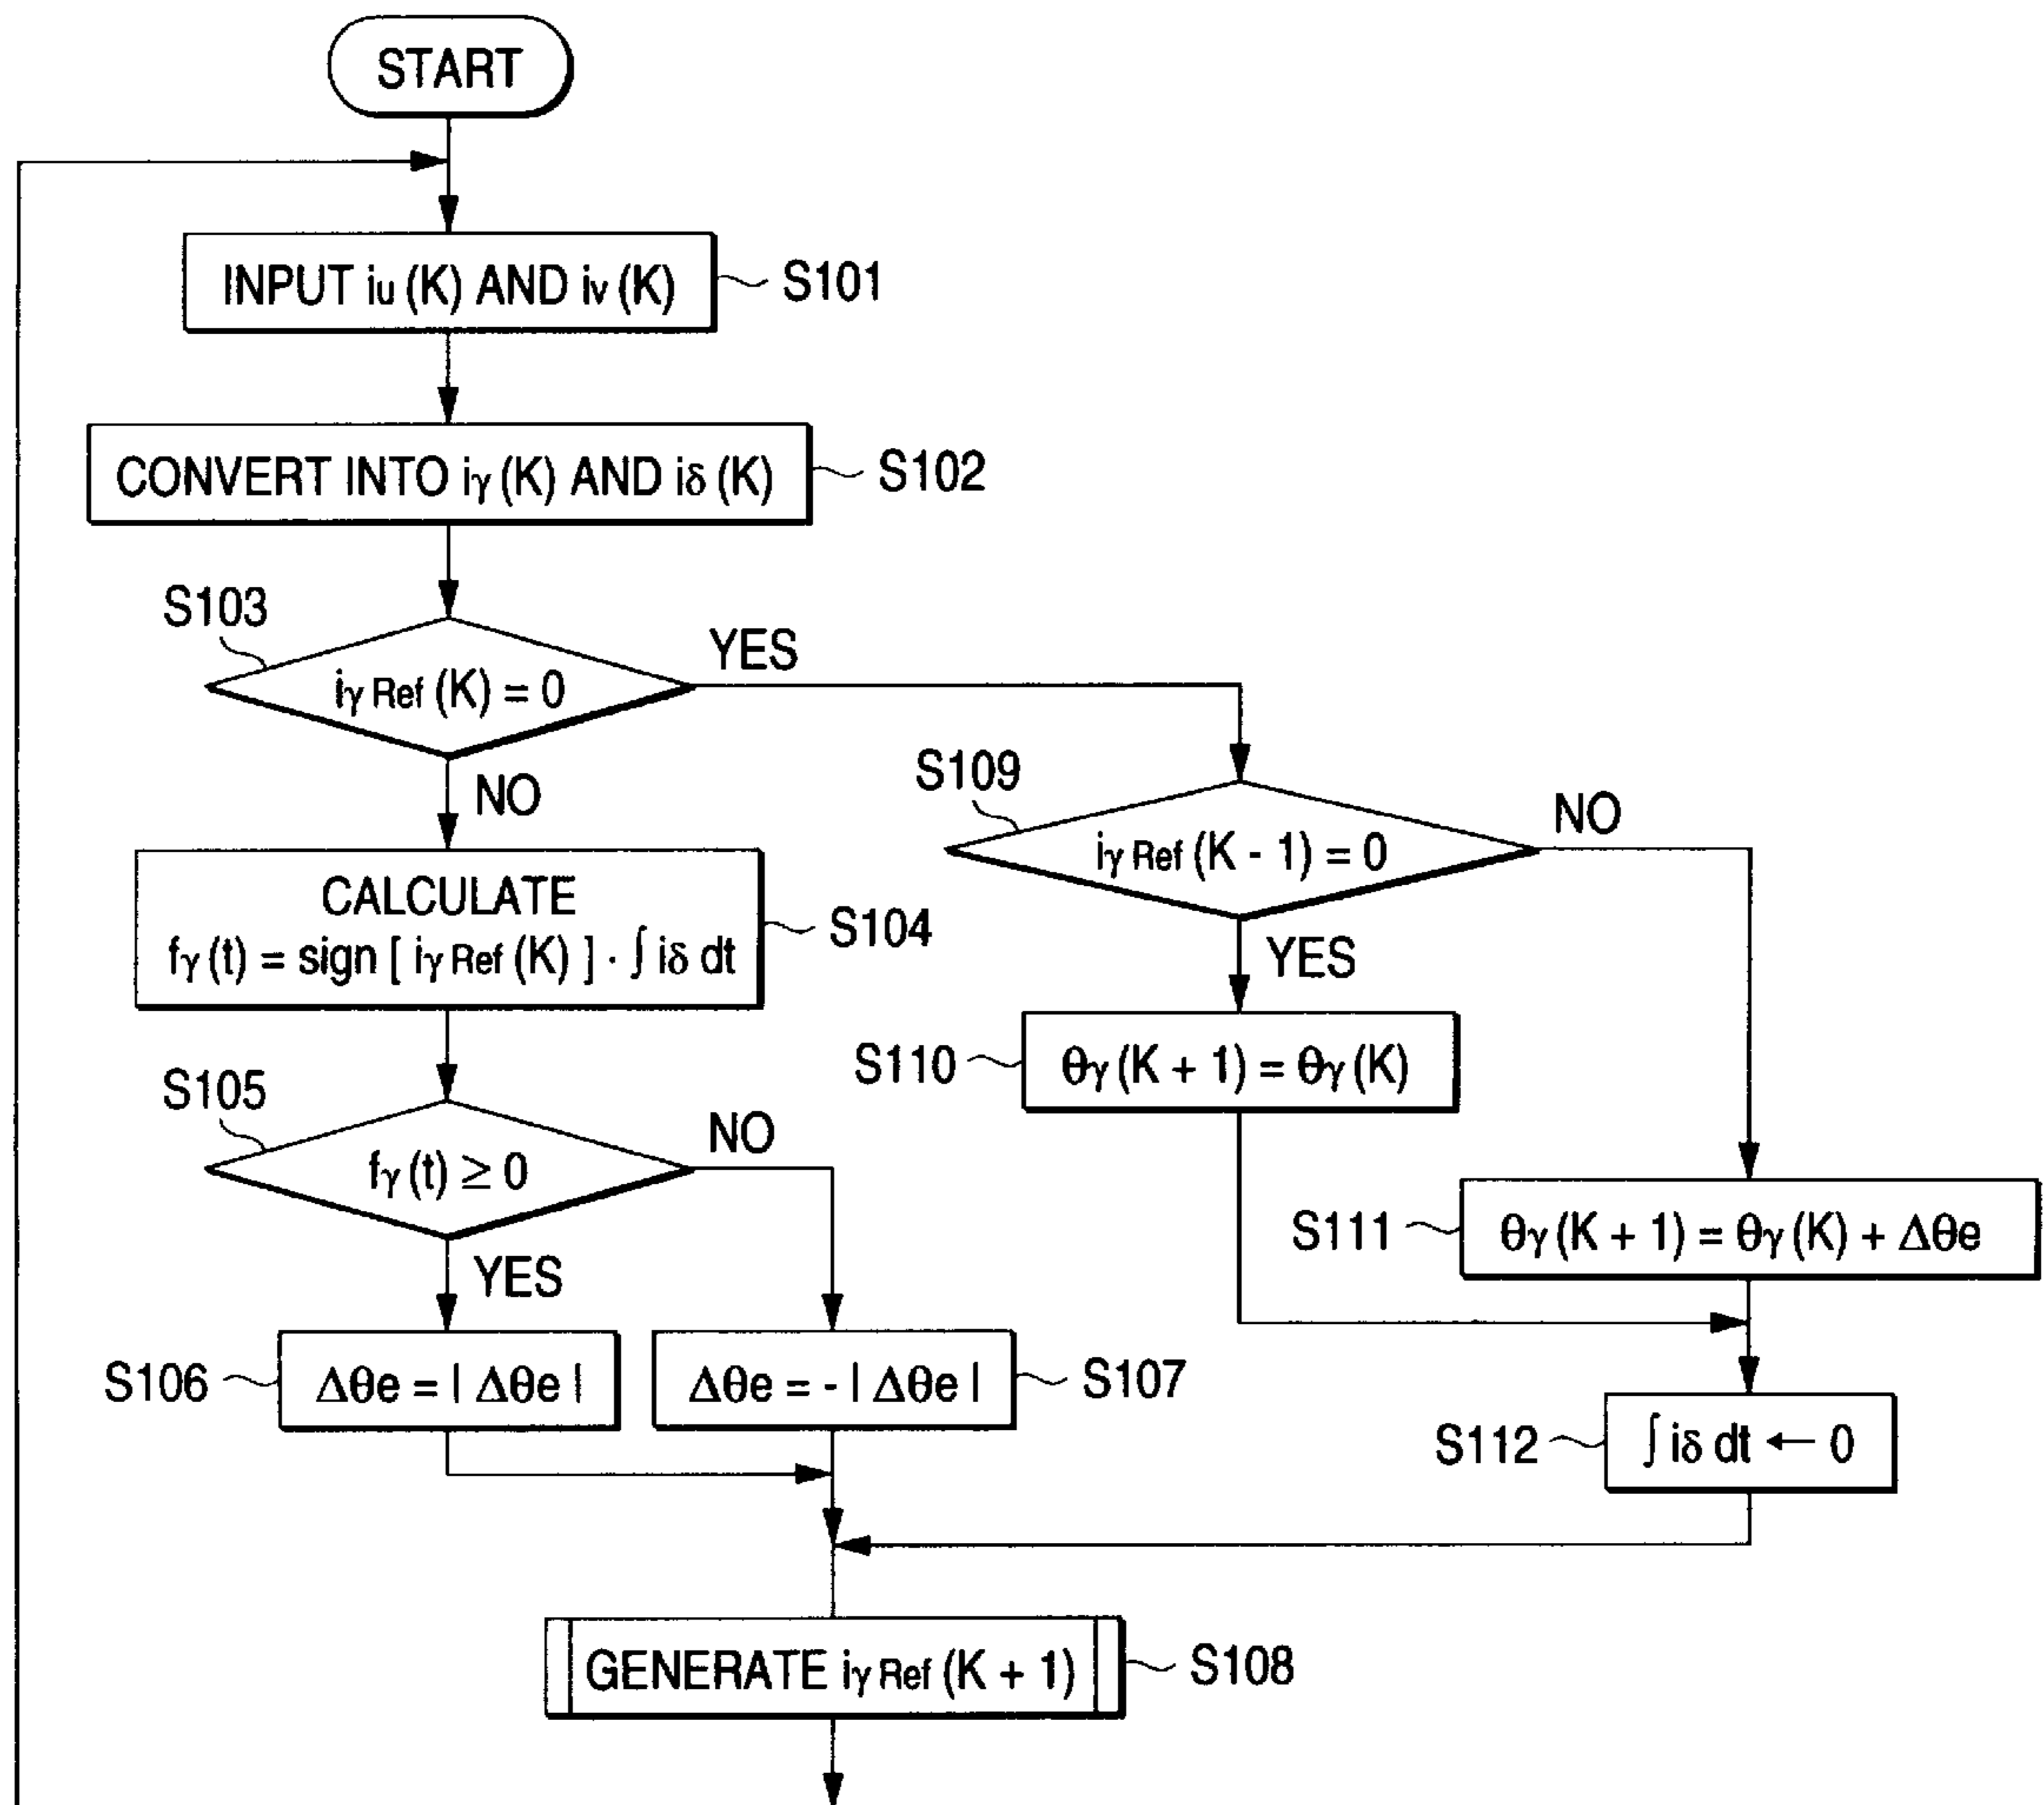 START
INPUT iu (K) AND iv (K)
S101
CONVERT INTO iγ (K) AND iδ (K)
S102
S103
iγ Ref (K) = 0
YES
NO
S109
iγ Ref (K - 1) = 0
NO
YES
CALCULATE
fγ (t) = sign [ iγ Ref (K) ] · ∫ iδ dt
S104
S110
θγ (K + 1) = θγ (K)
S105
fγ (t) ≥ 0
NO
YES
S111
θγ (K + 1) = θγ (K) + Δθe
S106
Δθe = | Δθe |
Δθe = - | Δθe |
S107
S112
∫ iδ dt ← 0
GENERATE iγ Ref (K + 1)
S108